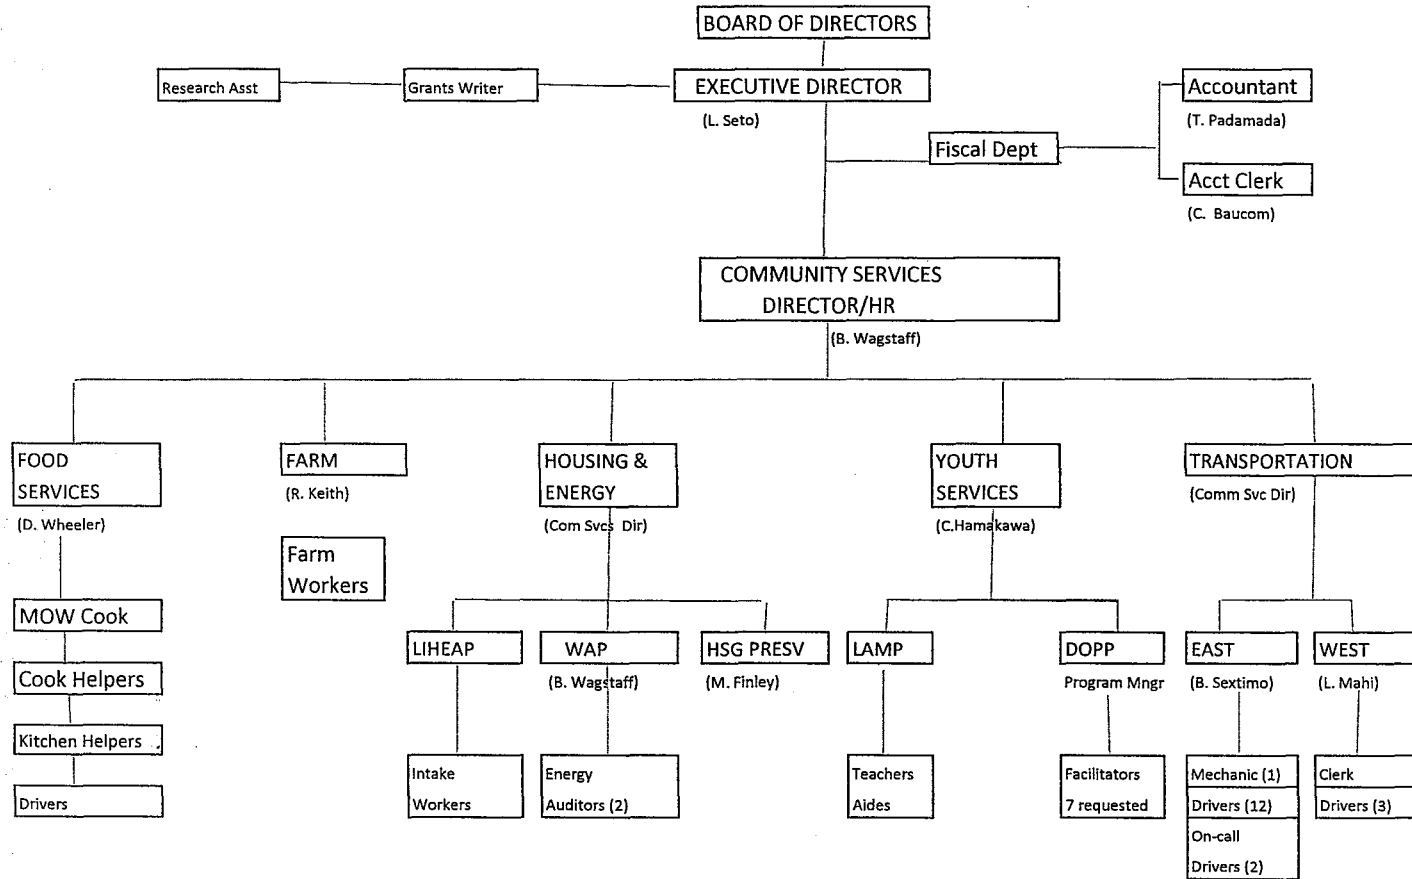 BOARD OF DIRECTORS
Research Asst
Grants Writer
EXECUTIVE DIRECTOR
(L. Seto)
Accountant
(T. Padamada)
Fiscal Dept
Acct Clerk
(C. Baucom)
COMMUNITY SERVICES
DIRECTOR/HR
(B. Wagstaff)
FOOD
SERVICES
(D. Wheeler)
MOW Cook
Cook Helpers
Kitchen Helpers
Drivers
FARM
(R. Keith)
Farm
Workers
HOUSING &
ENERGY
(Com Svcs Dir)
LIHEAP
Intake
Workers
WAP
(B. Wagstaff)
Energy
Auditors (2)
HSG PRESV
(M. Finley)
YOUTH
SERVICES
(C.Hamakawa)
LAMP
Teachers
Aides
DOPP
Program Mngr
Facilitators
7 requested
TRANSPORTATION
(Comm Svc Dir)
EAST
(B. Sextimo)
Mechanic (1)
Drivers (12)
On-call
Drivers (2)
WEST
(L. Mahi)
Clerk
Drivers (3)